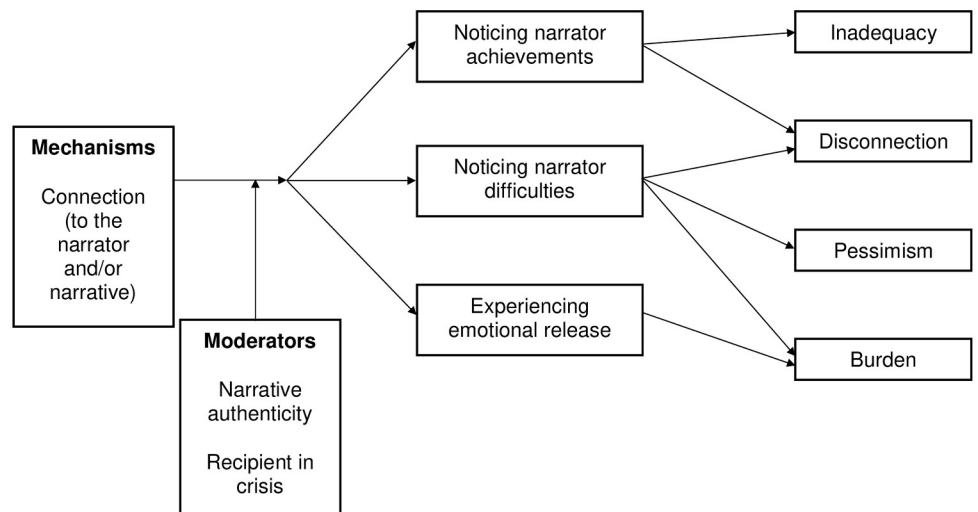 Mechanisms
Connection
(to the
narrator
and/or
narrative)
Moderators
Narrative
authenticity
Recipient in
crisis
Noticing narrator
achievements
Noticing narrator
difficulties
Experiencing
emotional release
Inadequacy
Disconnection
Pessimism
Burden